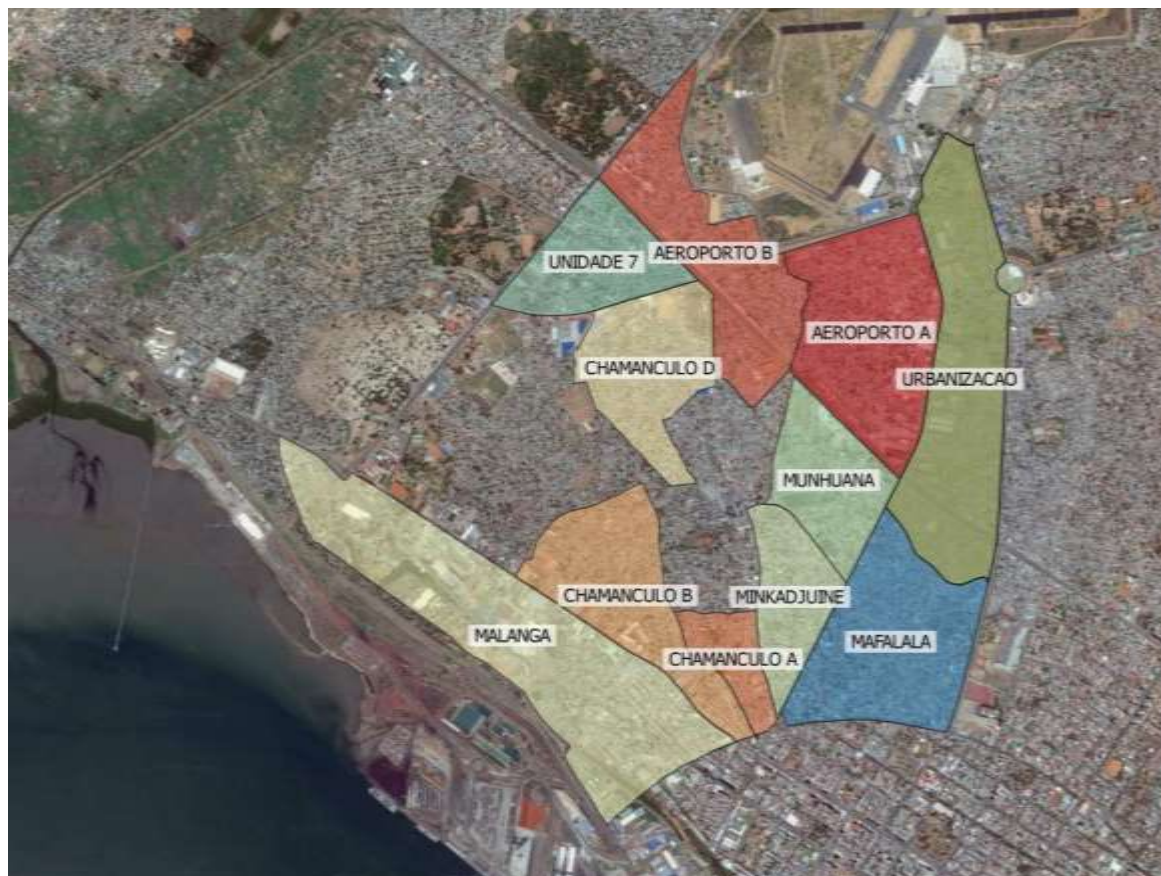 UNIDADE 7
AEROPORTO B
AEROPORTO A
CHAMANCULO D
URBANIZACAO
MUNHUANA
CHAMANCULO B
MINKADJUINE
MALANGA
CHAMANCULO A
MAFALALA